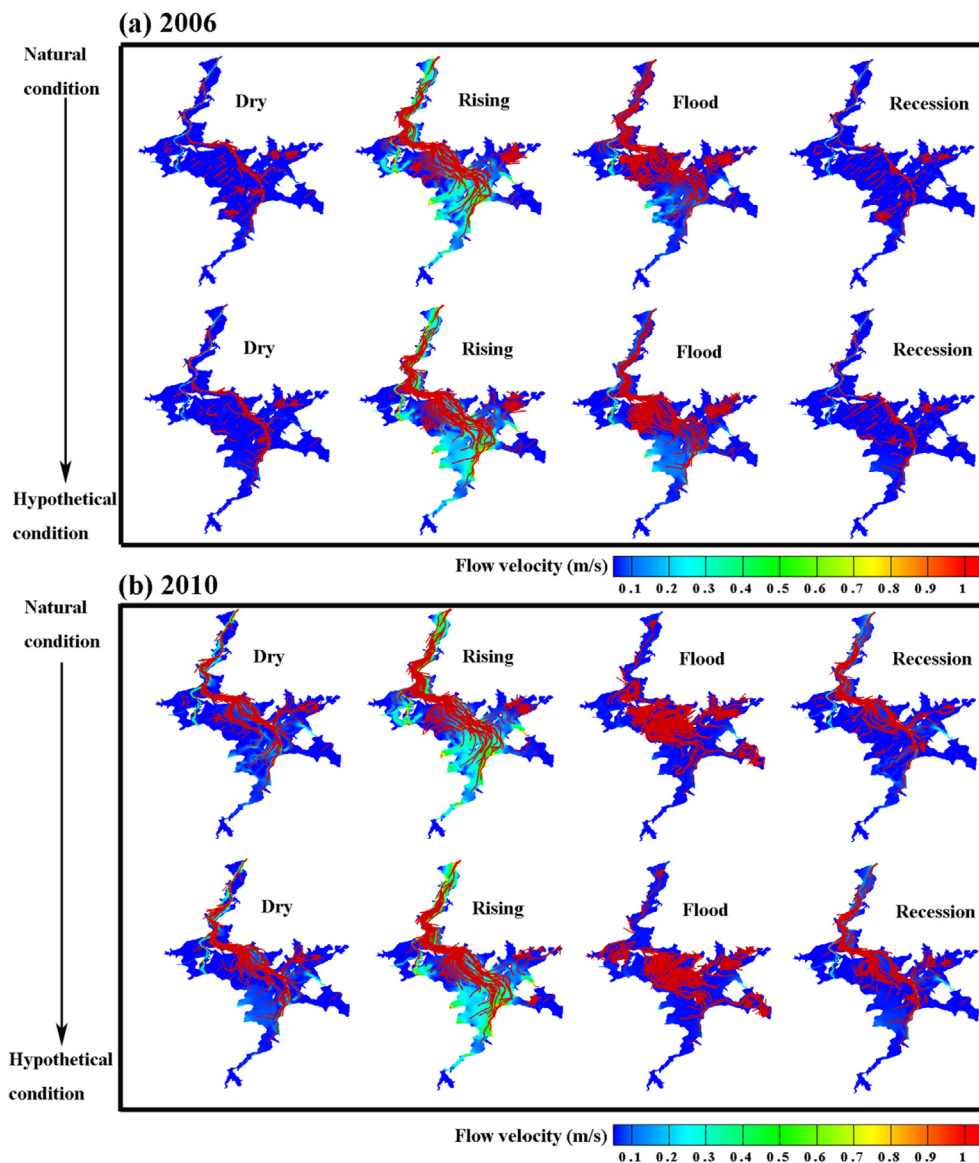 (a) 2006
Natural
condition
Dry
Rising
Flood
Recession
Dry
Rising
Flood
Recession
Hypothetical
condition
Flow velocity (m/s)
0.1 0.2 0.3 0.4 0.5 0.6 0.7 0.8 0.9 1
(b) 2010
Natural
condition
Dry
Rising
Flood
Recession
Dry
Rising
Flood
Recession
Hypothetical
condition
Flow velocity (m/s)
0.1 0.2 0.3 0.4 0.5 0.6 0.7 0.8 0.9 1